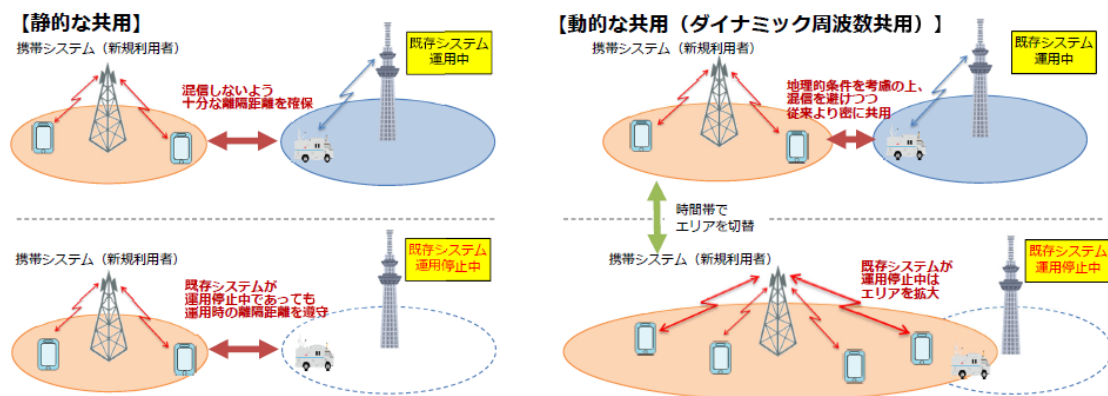 【静的な共用】
携帯システム（新規利用者）
既存システム
運用中
混信しないよう
十分な離隔距離を確保
携帯システム（新規利用者）
既存システム
運用停止中
既存システムが
運用停止中であっても
運用時の離隔距離を遵守
【動的な共用（ダイナミック周波数共用）】
携帯システム（新規利用者）
既存システム
運用中
地理的条件を考慮の上、
混信を避けつつ
従来より密に共用
時間帯で
エリアを切替
携帯システム（新規利用者）
既存システム
運用停止中
既存システムが
運用停止中は
エリアを拡大